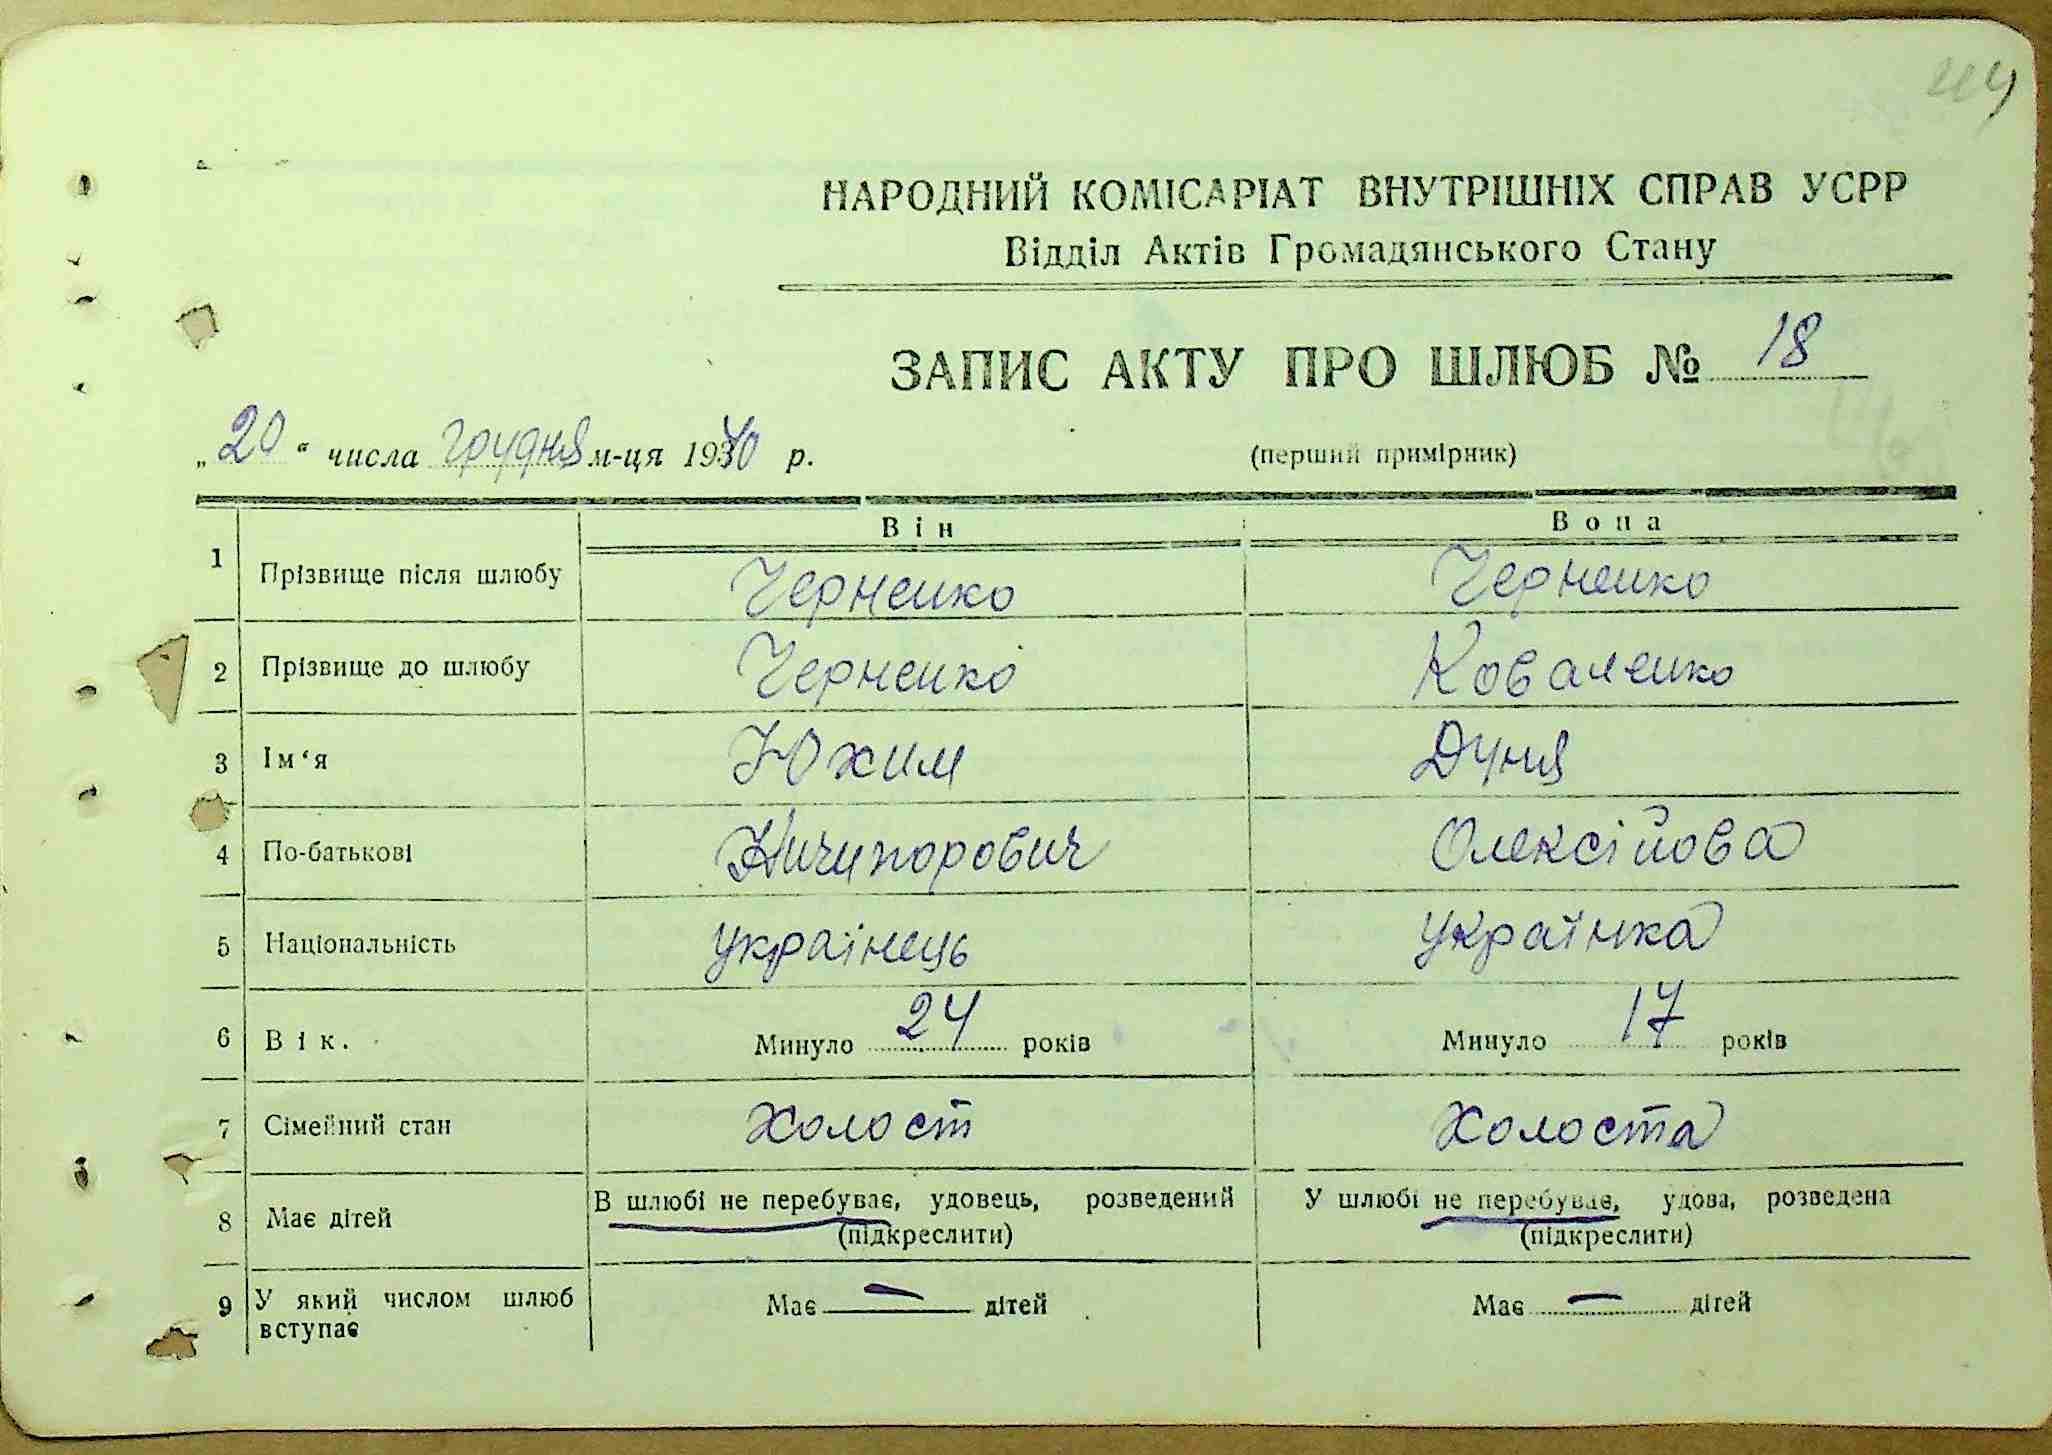 44
НАРОДНИЙ КОМІСАРІАТ ВНУТРІШНІХ СПРАВ УСРР
Відділ Актів Громадянського Стану
ЗАПИС АКТУ ПРО ШЛЮБ № 18
„20“ числа грудня м-ця 1940 р. (перший примірник)
Він Вона
1 Прізвище після шлюбу Черненко Черненко
2 Прізвище до шлюбу Черненко Коваленко
3 Ім‘я Юхим Дуня
4 По-батькові Ничипорович Олексійова
5 Національність українець українка
6 Вік. Минуло 24 років Минуло 17 років
7 Сімейний стан холост холоста
8 Має дітей В шлюбі не перебуває, удовець, розведений У шлюбі не перебуває, удова, розведена
(підкреслити) (підкреслити)
9 У який числом шлюб Має — дітей Має — дітей
вступає